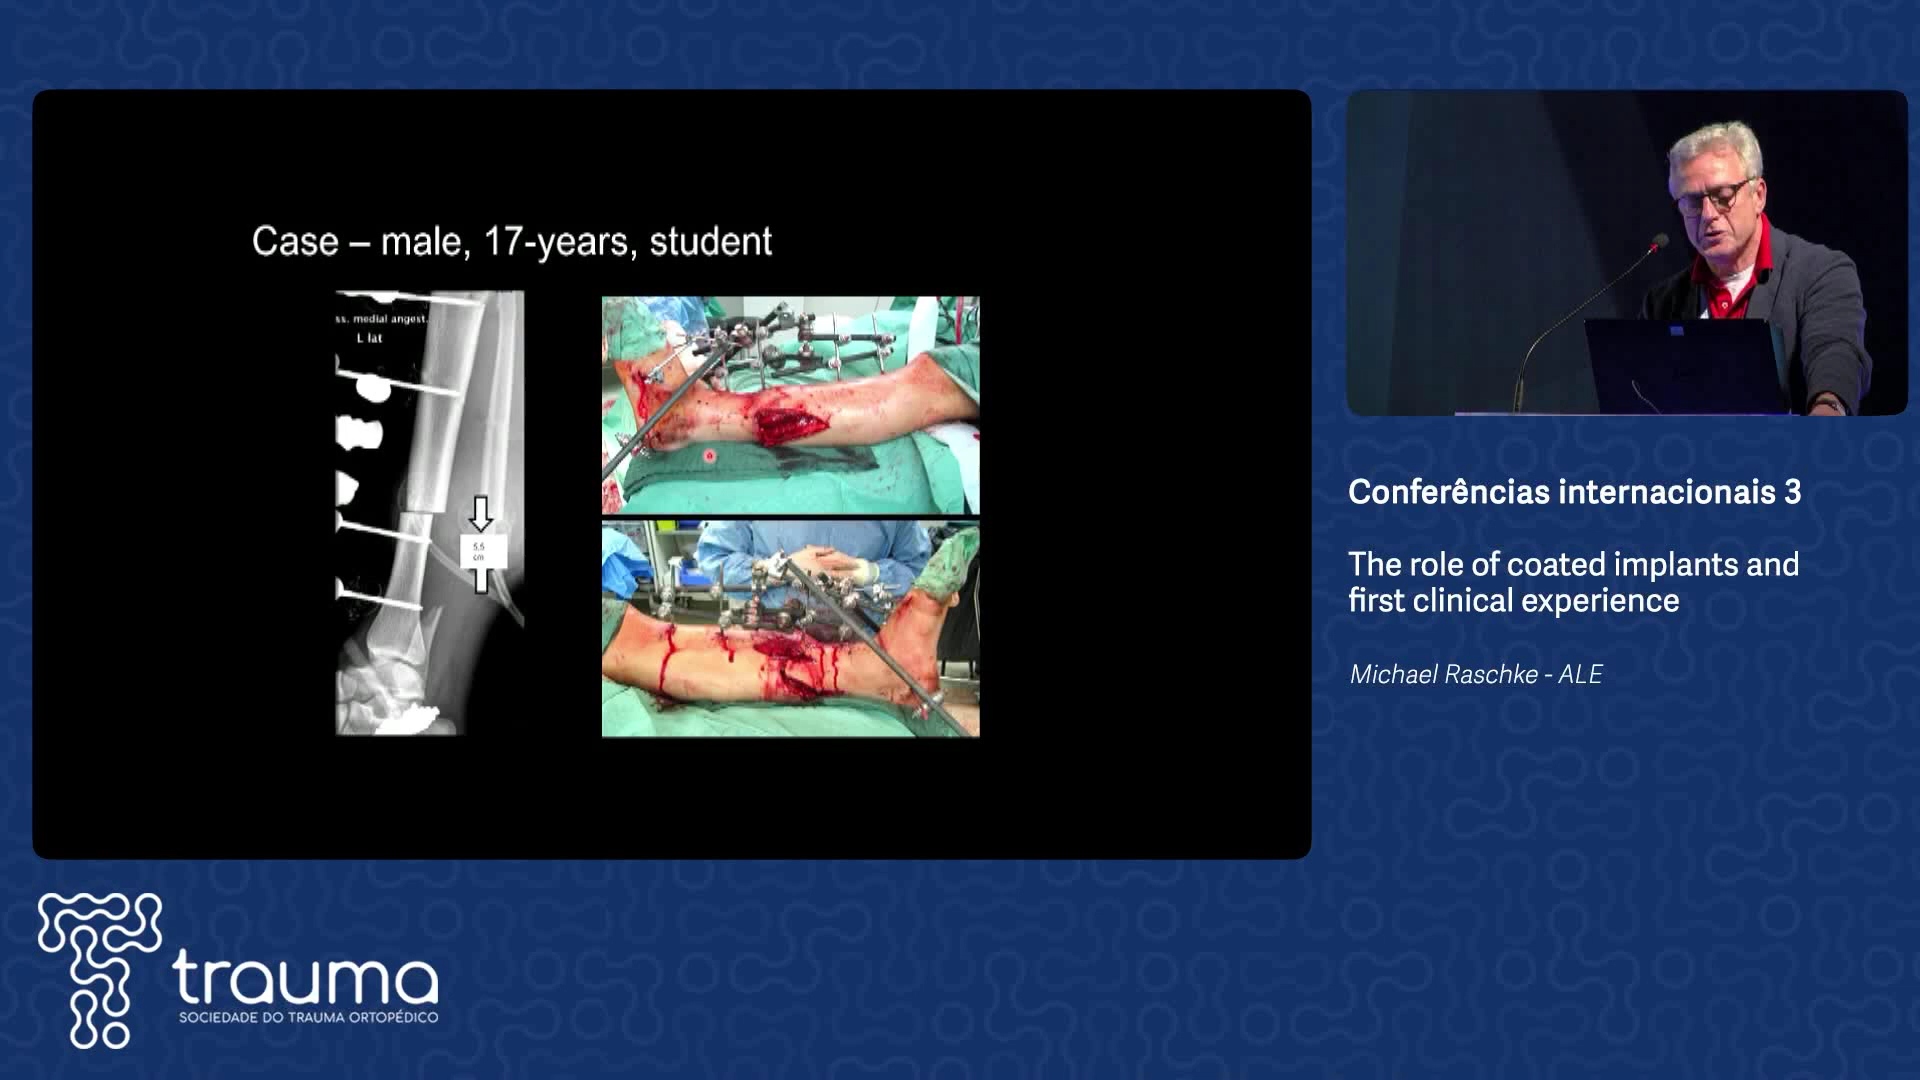 Case – male, 17-years, student
ss. medial angest.
L lat
5,5
cm
Conferências internacionais 3
The role of coated implants and
first clinical experience
Michael Raschke - ALE
trauma
SOCIEDADE DO TRAUMA ORTOPÉDICO